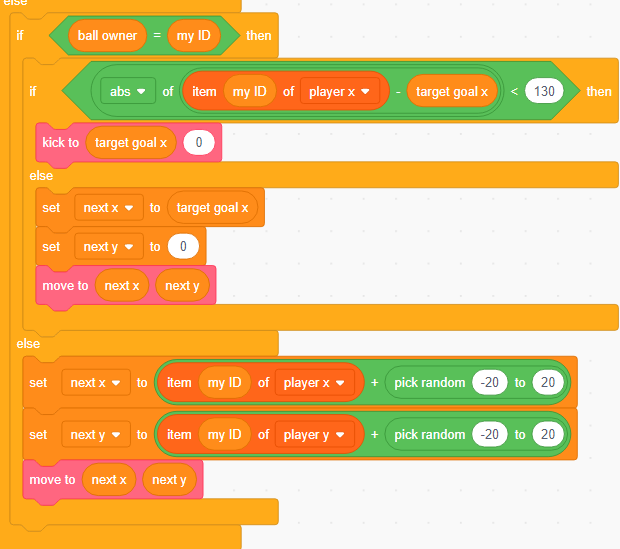 else
if ball owner = my ID then
if abs of item my ID of player x - target goal x < 130 then
kick to target goal x 0
else
set next x to target goal x
set next y to 0
move to next x next y
else
set next x to item my ID of player x + pick random -20 to 20
set next y to item my ID of player y + pick random -20 to 20
move to next x next y